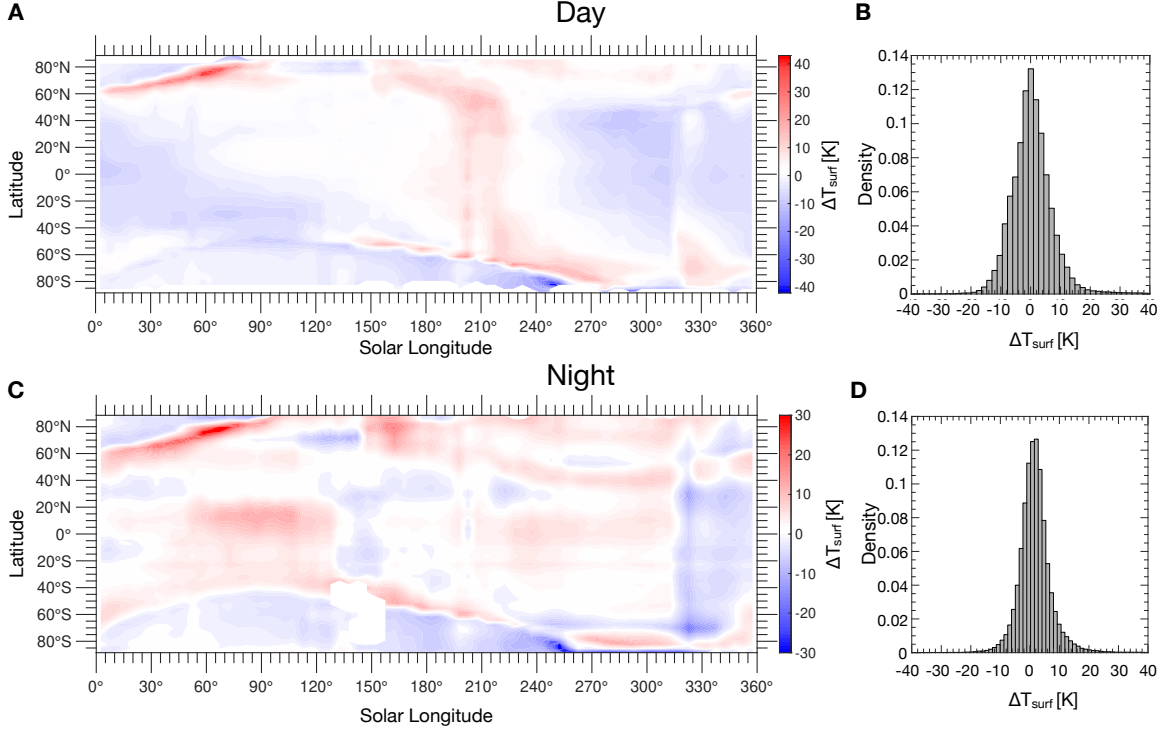 A
Day
80°N
60°N
40°N
20°N
0°
20°S
40°S
60°S
80°S
Latitude
0° 30° 60° 90° 120° 150° 180° 210° 240° 270° 300° 330° 360°
Solar Longitude
40
30
20
10
0
-10
-20
-30
-40
ΔTsurf [K]
B
0.14
0.12
0.1
0.08
0.06
0.04
0.02
0
Density
-40 -30 -20 -10 0 10 20 30 40
ΔTsurf [K]
C
Night
80°N
60°N
40°N
20°N
0°
20°S
40°S
60°S
80°S
Latitude
0° 30° 60° 90° 120° 150° 180° 210° 240° 270° 300° 330° 360°
Solar Longitude
30
20
10
0
-10
-20
-30
ΔTsurf [K]
D
0.14
0.12
0.1
0.08
0.06
0.04
0.02
0
Density
-40 -30 -20 -10 0 10 20 30 40
ΔTsurf [K]